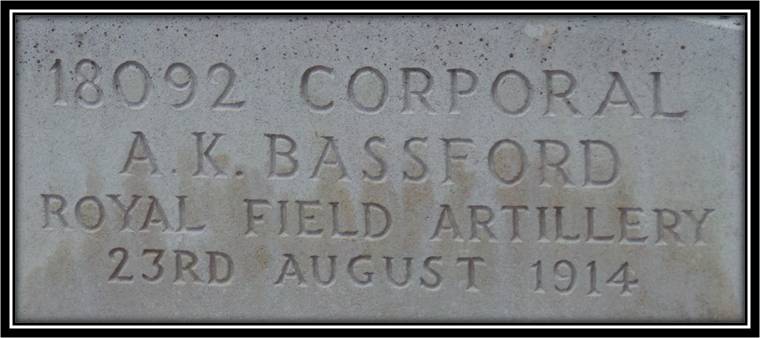 18092 CORPORAL
A. K. BASSFORD
ROYAL FIELD ARTILLERY
23RD AUGUST 1914